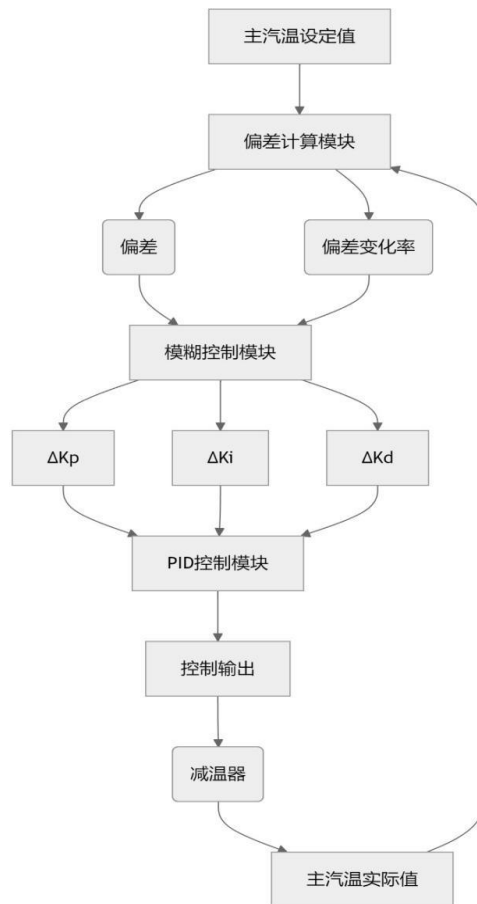 主汽温设定值
偏差计算模块
偏差
偏差变化率
模糊控制模块
ΔKp
ΔKi
ΔKd
PID控制模块
控制输出
减温器
主汽温实际值